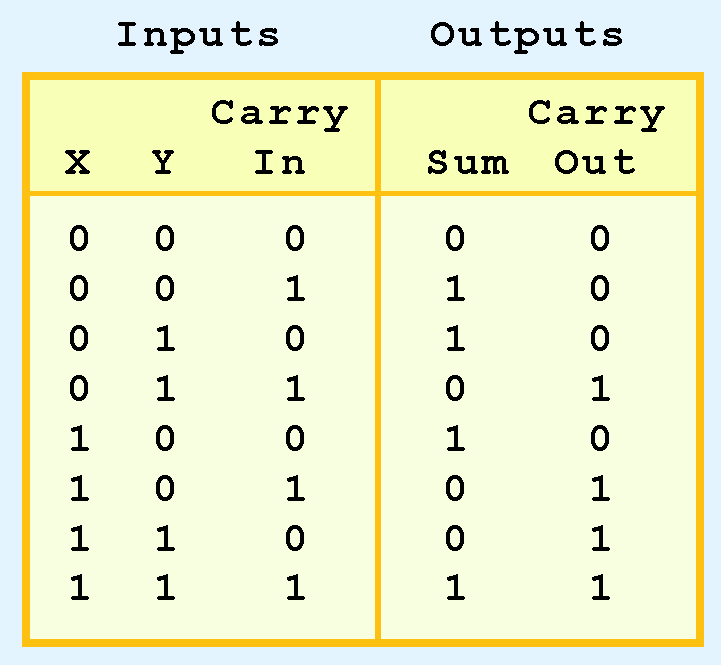 Inputs Outputs
Carry Carry
X Y In Sum Out
0 0 0 0 0
0 0 1 1 0
0 1 0 1 0
0 1 1 0 1
1 0 0 1 0
1 0 1 0 1
1 1 0 0 1
1 1 1 1 1